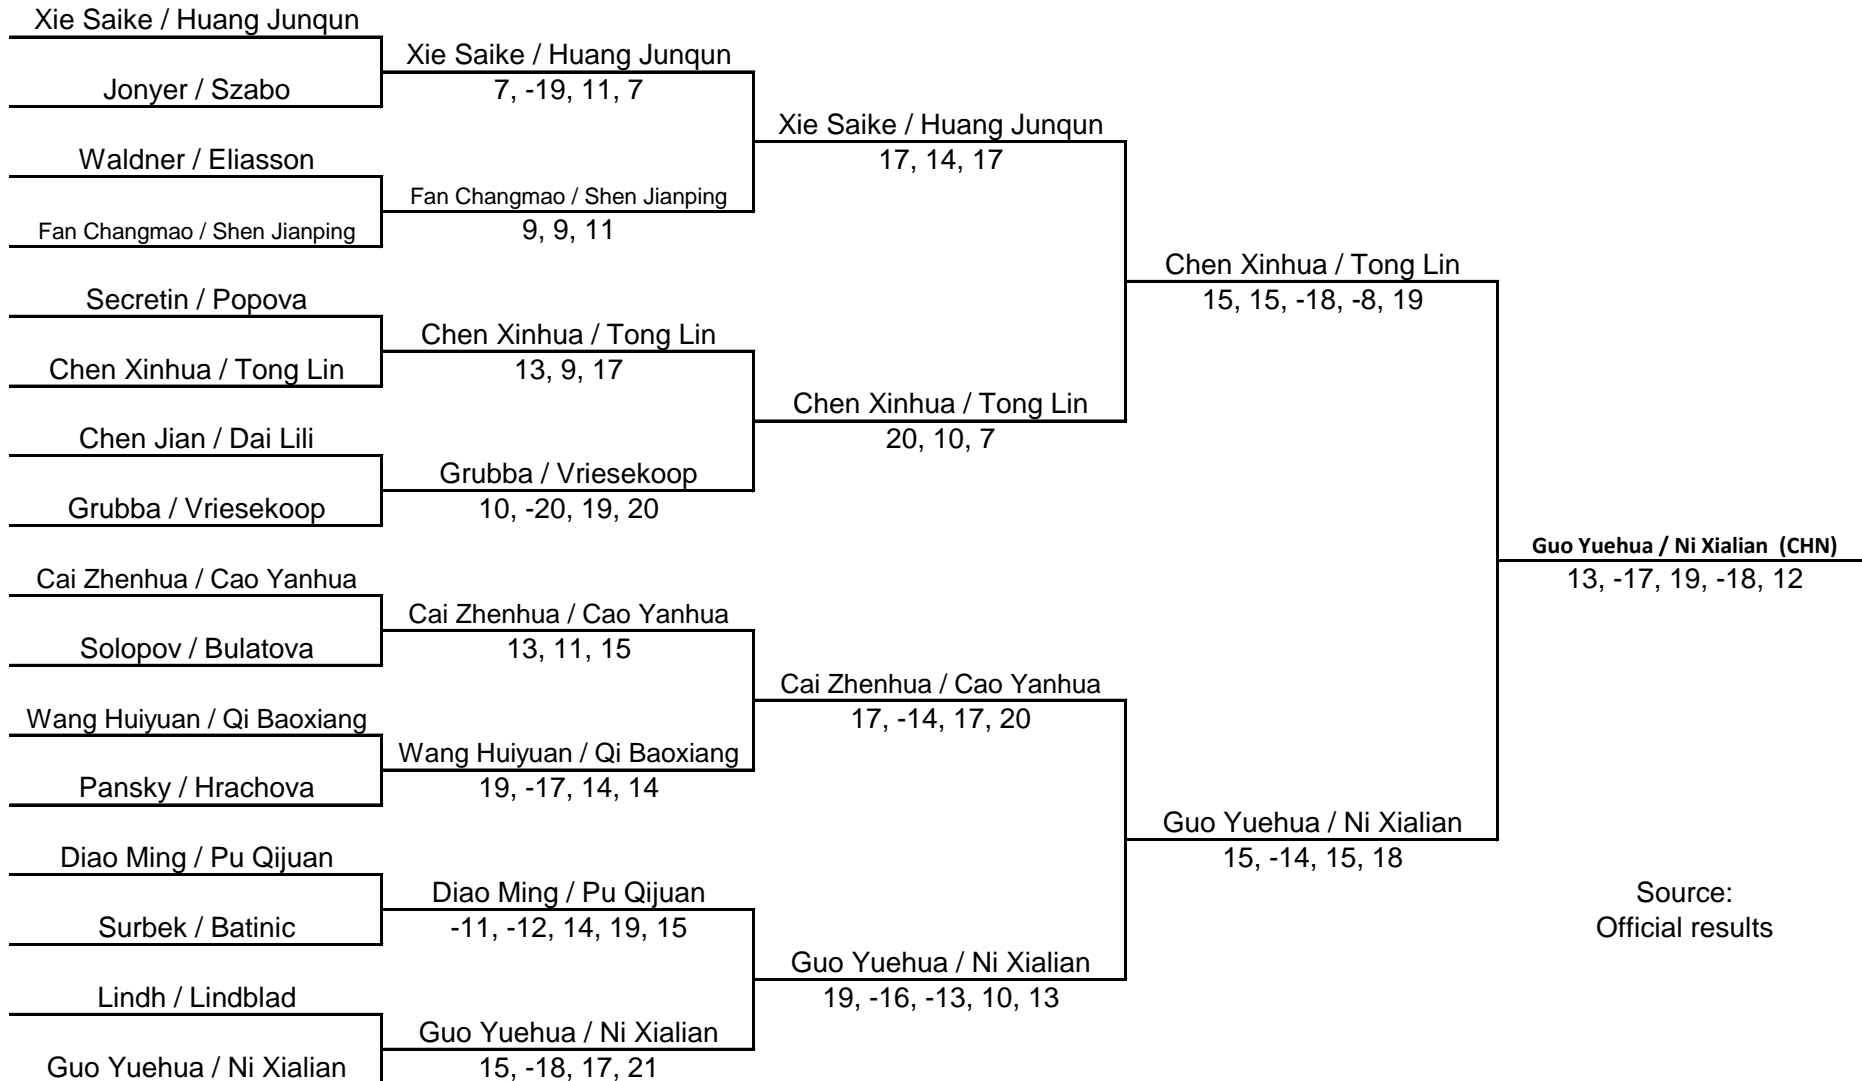 Xie Saike / Huang Junqun
Jonyer / Szabo
Waldner / Eliasson
Fan Changmao / Shen Jianping
Secretin / Popova
Chen Xinhua / Tong Lin
Chen Jian / Dai Lili
Grubba / Vriesekoop
Cai Zhenhua / Cao Yanhua
Solopov / Bulatova
Wang Huiyuan / Qi Baoxiang
Pansky / Hrachova
Diao Ming / Pu Qijuan
Surbek / Batinic
Lindh / Lindblad
Guo Yuehua / Ni Xialian
Xie Saike / Huang Junqun
7, -19, 11, 7
Fan Changmao / Shen Jianping
9, 9, 11
Chen Xinhua / Tong Lin
13, 9, 17
Grubba / Vriesekoop
10, -20, 19, 20
Cai Zhenhua / Cao Yanhua
13, 11, 15
Wang Huiyuan / Qi Baoxiang
19, -17, 14, 14
Diao Ming / Pu Qijuan
-11, -12, 14, 19, 15
Guo Yuehua / Ni Xialian
15, -18, 17, 21
Xie Saike / Huang Junqun
17, 14, 17
Chen Xinhua / Tong Lin
20, 10, 7
Cai Zhenhua / Cao Yanhua
17, -14, 17, 20
Guo Yuehua / Ni Xialian
19, -16, -13, 10, 13
Chen Xinhua / Tong Lin
15, 15, -18, -8, 19
Guo Yuehua / Ni Xialian
15, -14, 15, 18
Guo Yuehua / Ni Xialian (CHN)
13, -17, 19, -18, 12
Source:
Official results